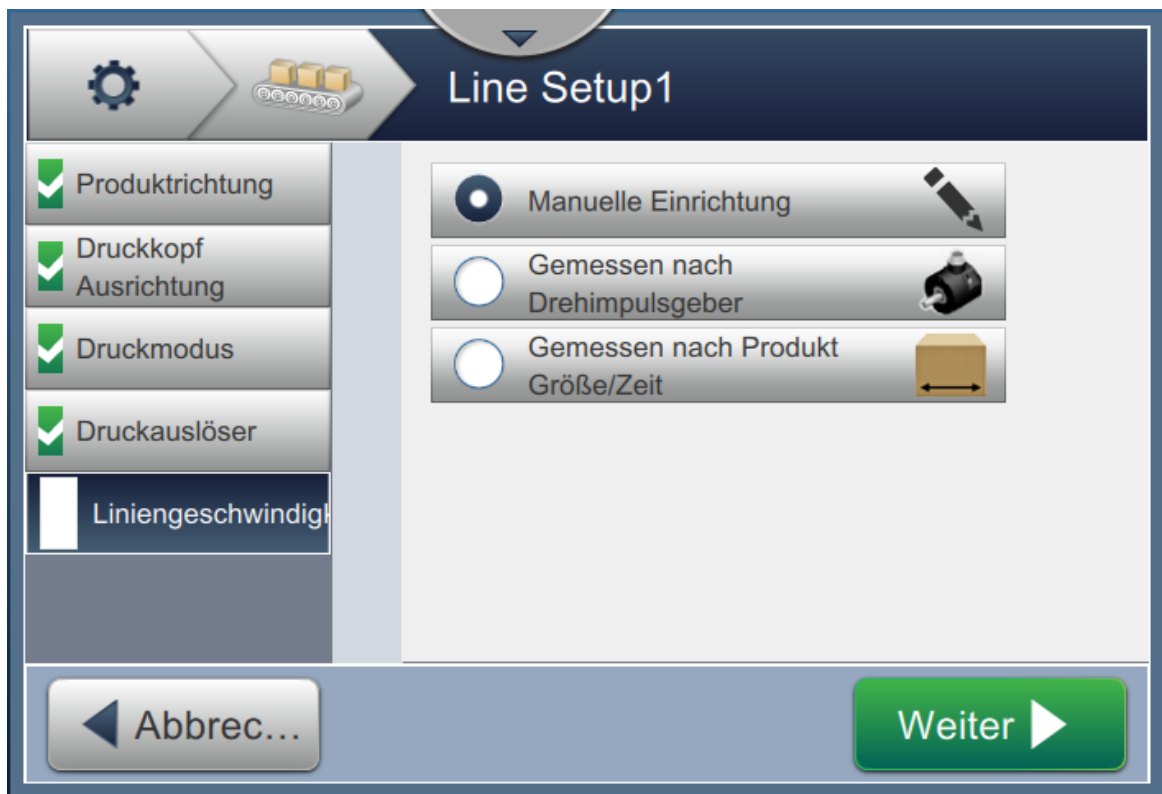 Line Setup1
Produktrichtung
Druckkopf
Ausrichtung
Druckmodus
Druckauslöser
Liniengeschwindigk
Manuelle Einrichtung
Gemessen nach
Drehimpulsgeber
Gemessen nach Produkt
Größe/Zeit
Abbrec...
Weiter